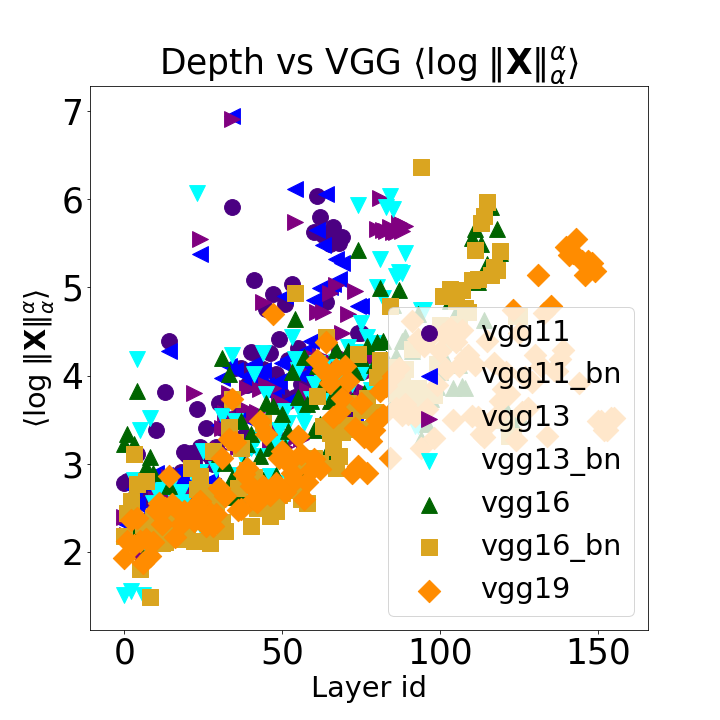 Depth vs VGG ⟨log ‖X‖αα⟩
⟨log ‖X‖αα⟩
7
6
5
4
3
2
vgg11
vgg11_bn
vgg13
vgg13_bn
vgg16
vgg16_bn
vgg19
0 50 100 150
Layer id